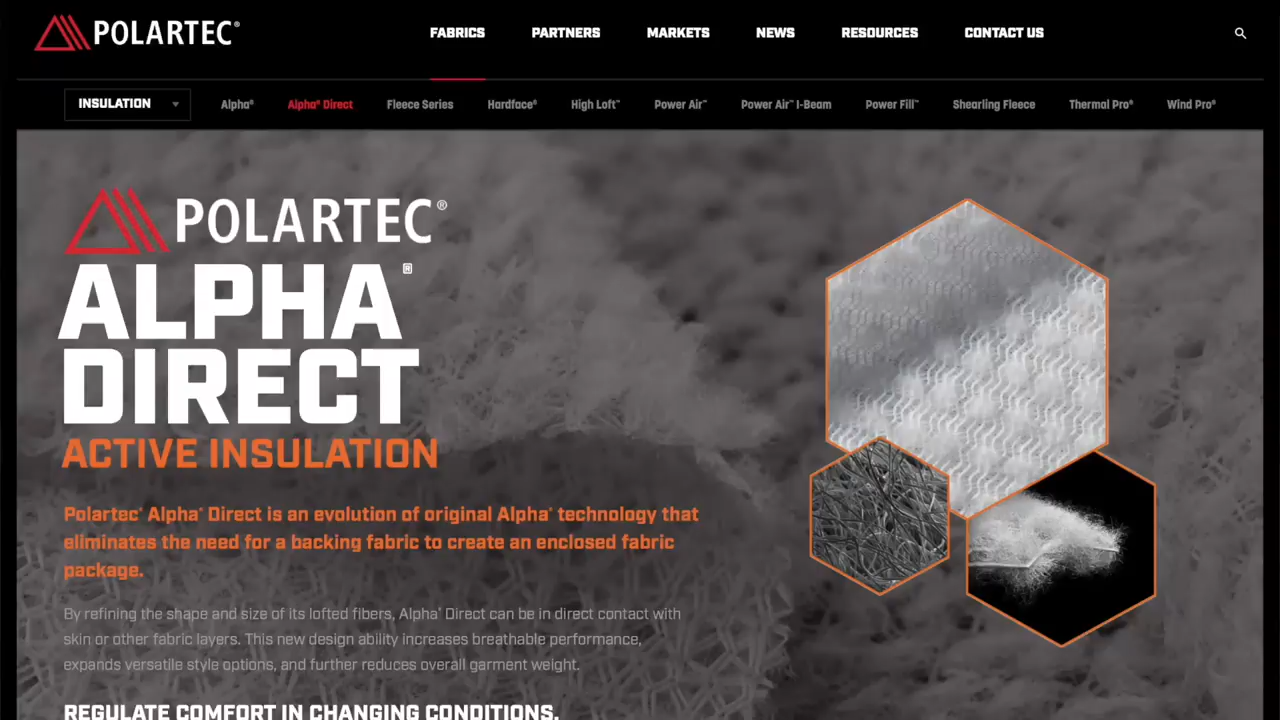 POLARTEC®
FABRICS PARTNERS MARKETS NEWS RESOURCES CONTACT US
INSULATION Alpha® Alpha® Direct Fleece Series Hardface® High Loft™ Power Air™ Power Air™ I-Beam Power Fill™ Shearling Fleece Thermal Pro® Wind Pro®
POLARTEC®
ALPHA®
DIRECT
ACTIVE INSULATION
Polartec® Alpha® Direct is an evolution of original Alpha® technology that
eliminates the need for a backing fabric to create an enclosed fabric
package.
By refining the shape and size of its lofted fibers, Alpha® Direct can be in direct contact with
skin or other fabric layers. This new design ability increases breathable performance,
expands versatile style options, and further reduces overall garment weight.
REGULATE COMFORT IN CHANGING CONDITIONS.